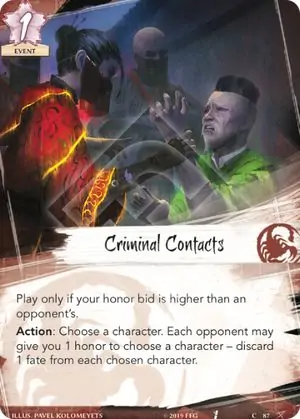 1
EVENT
Criminal Contacts
Play only if your honor bid is higher than an
opponent's.
Action: Choose a character. Each opponent may
give you 1 honor to choose a character – discard
1 fate from each chosen character.
ILLUS. PAVEL KOLOMEYETS
©2019 FFG
1
C 87